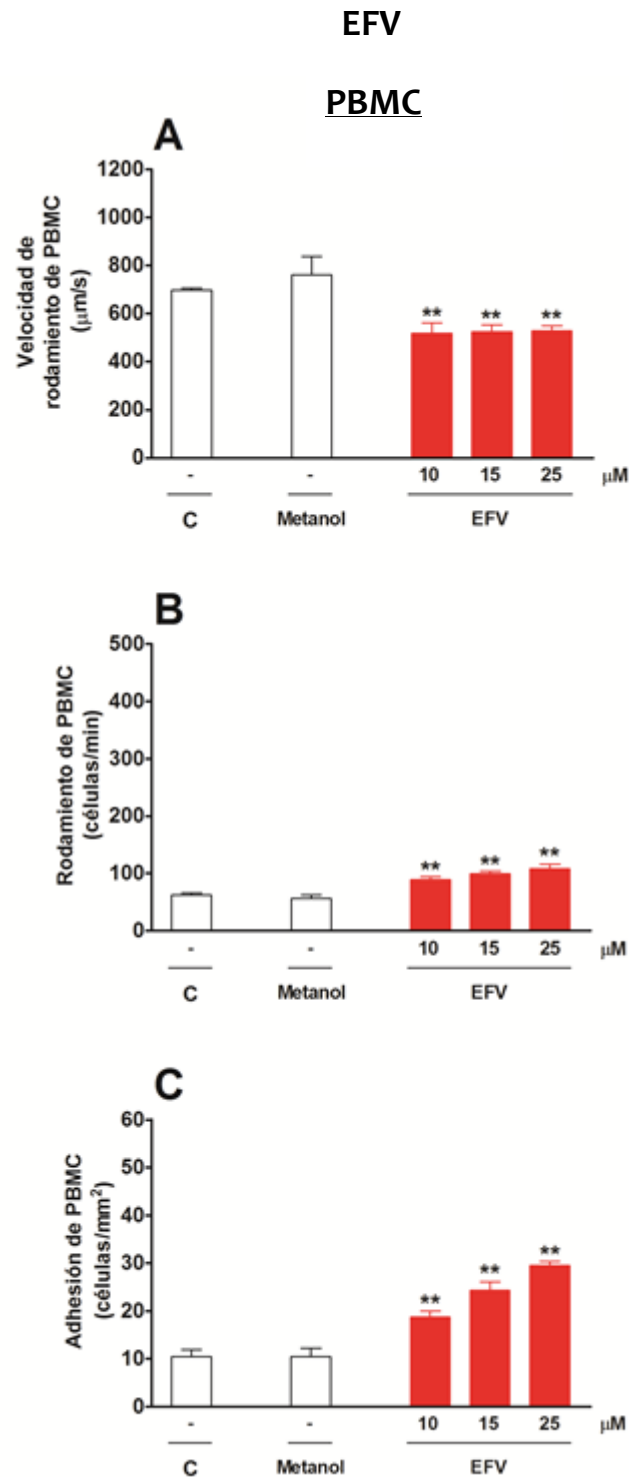 EFV
PBMC
A
Velocidad de
rodamiento de PBMC
(μm/s)
1200
1000
800
600
400
200
0
** ** **
- - 10 15 25 μM
C Metanol EFV
B
Rodamiento de PBMC
(células/min)
500
400
300
200
100
0
** ** **
- - 10 15 25 μM
C Metanol EFV
C
Adhesión de PBMC
(células/mm²)
60
50
40
30
20
10
0
** ** **
- - 10 15 25 μM
C Metanol EFV